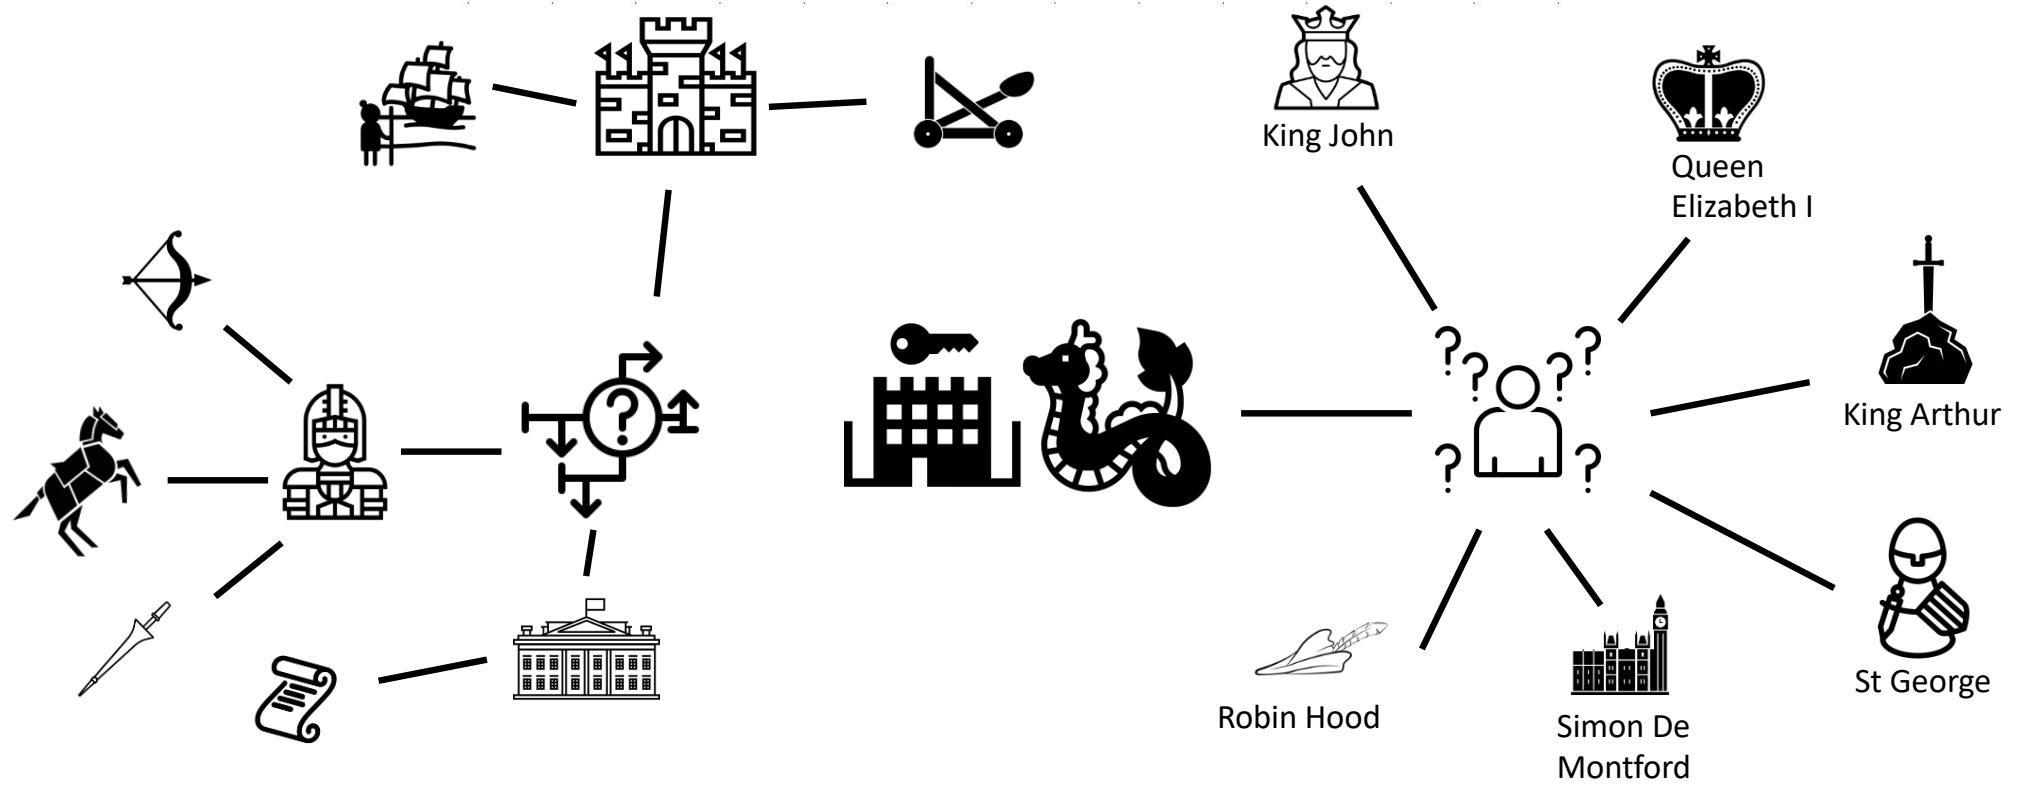 King John
Queen
Elizabeth I
King Arthur
? ? ? ?
?
? ?
St George
Robin Hood
Simon De
Montford